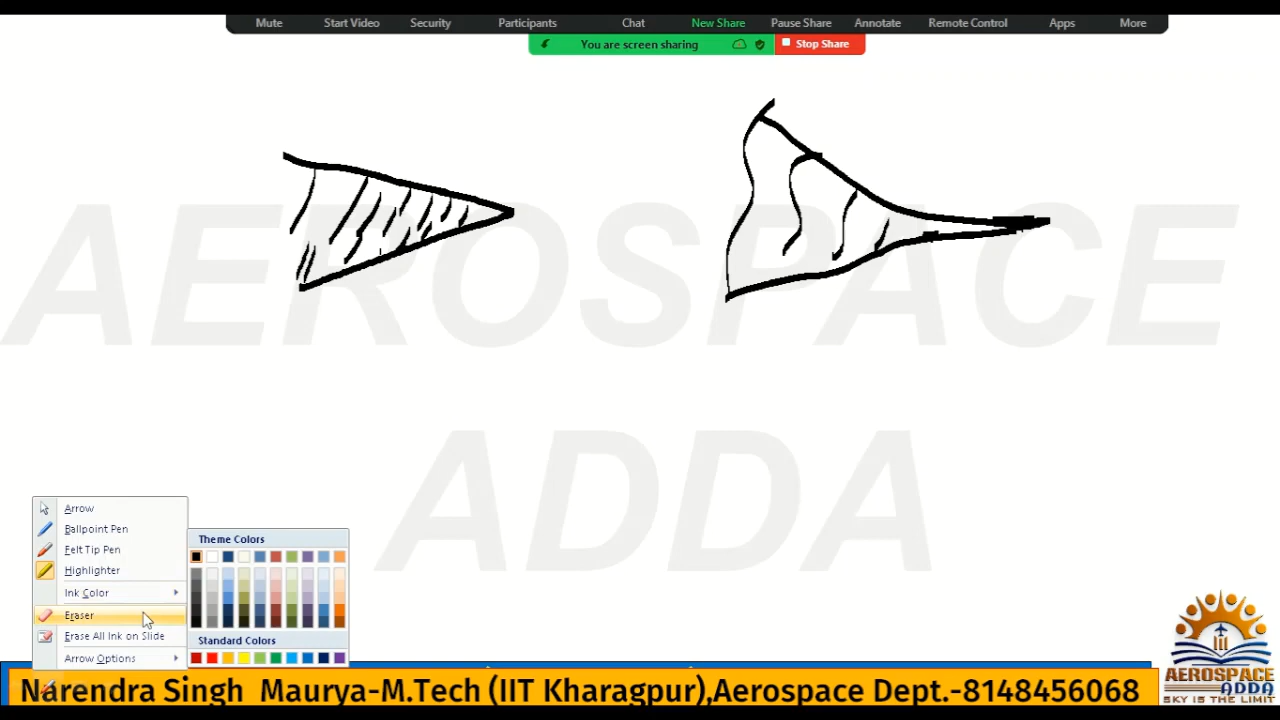 Mute Start Video Security Participants Chat New Share Pause Share Annotate Remote Control Apps More
You are screen sharing Stop Share
AEROSPACE
ADDA
Arrow
Ballpoint Pen
Felt Tip Pen
Highlighter
Ink Color
Eraser
Erase All Ink on Slide
Arrow Options
Theme Colors
Standard Colors
Narendra Singh Maurya-M.Tech (IIT Kharagpur),Aerospace Dept.-8148456068
AEROSPACE
ADDA
SKY IS THE LIMIT